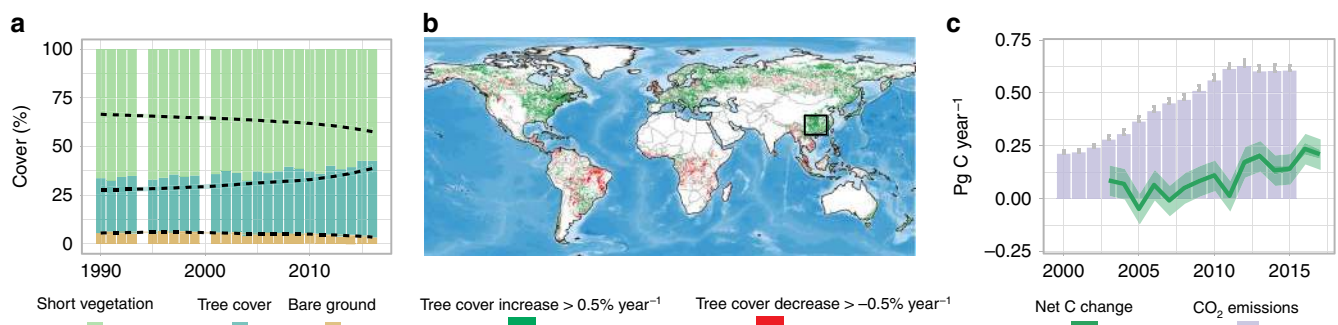 a
b
c
100
75
50
25
0
Cover (%)
1990
2000
2010
Short vegetation
Tree cover
Bare ground
Tree cover increase > 0.5% year⁻¹
Tree cover decrease > –0.5% year⁻¹
0.75
0.50
0.25
0.00
–0.25
Pg C year⁻¹
2000
2005
2010
2015
Net C change
CO₂ emissions